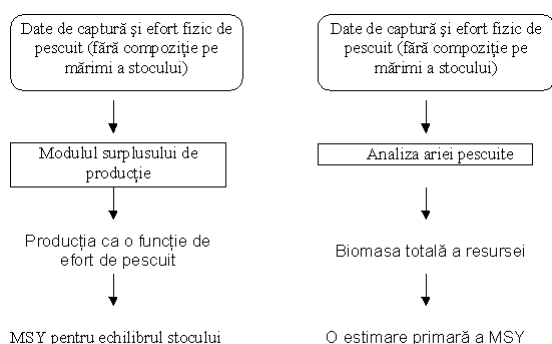 Date de captură şi efort fizic de
pescuit (fără compoziţie pe
mărimi a stocului)
Modulul surplusului de
producţie
Producţia ca o funcţie de
efort de pescuit
MSY pentru echilibrul stocului
Date de captură şi efort fizic de
pescuit (fără compoziţie pe
mărimi a stocului)
Analiza ariei pescuite
Biomasa totală a resursei
O estimare primară a MSY